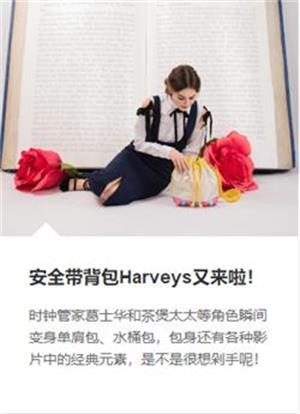 安全带背包Harveys又来啦！
时钟管家葛士华和茶煲太太等角色瞬间
变身单肩包、水桶包，包身还有各种影
片中的经典元素，是不是很想剁手呢！